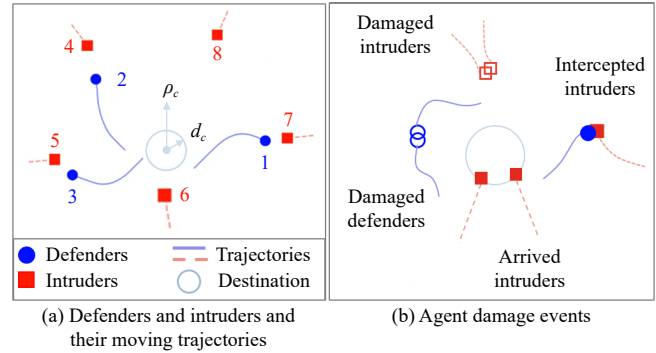 4
8
2
ρc
7
dc
5
1
3
6
Defenders
Trajectories
Intruders
Destination
(a) Defenders and intruders and
their moving trajectories
Damaged
intruders
Intercepted
intruders
Damaged
defenders
Arrived
intruders
(b) Agent damage events